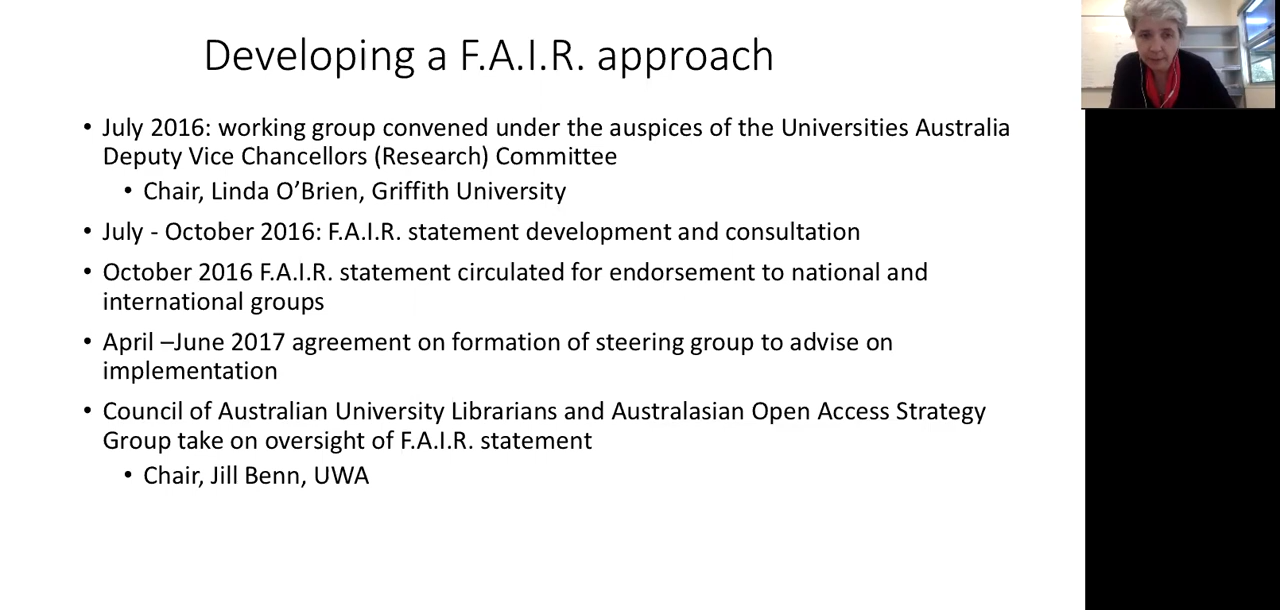 Developing a F.A.I.R. approach
• July 2016: working group convened under the auspices of the Universities Australia
Deputy Vice Chancellors (Research) Committee
• Chair, Linda O’Brien, Griffith University
• July - October 2016: F.A.I.R. statement development and consultation
• October 2016 F.A.I.R. statement circulated for endorsement to national and
international groups
• April –June 2017 agreement on formation of steering group to advise on
implementation
• Council of Australian University Librarians and Australasian Open Access Strategy
Group take on oversight of F.A.I.R. statement
• Chair, Jill Benn, UWA